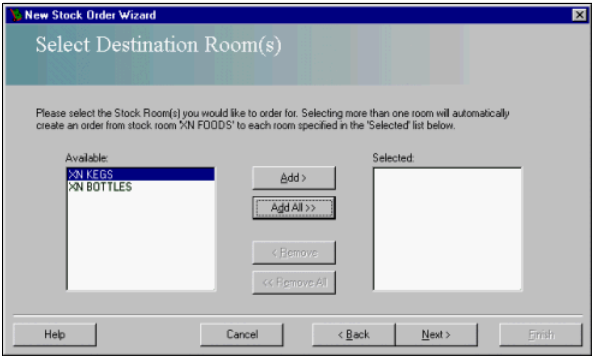 New Stock Order Wizard
Select Destination Room(s)
Please select the Stock Room(s) you would like to order for. Selecting more than one room will automatically
create an order from stock room 'XN FOODS' to each room specified in the 'Selected' list below.
Available:
Selected:
XN KEGS
XN BOTTLES
Add >
Add All >>
< Remove
<< Remove All
Help
Cancel
< Back
Next >
Finish